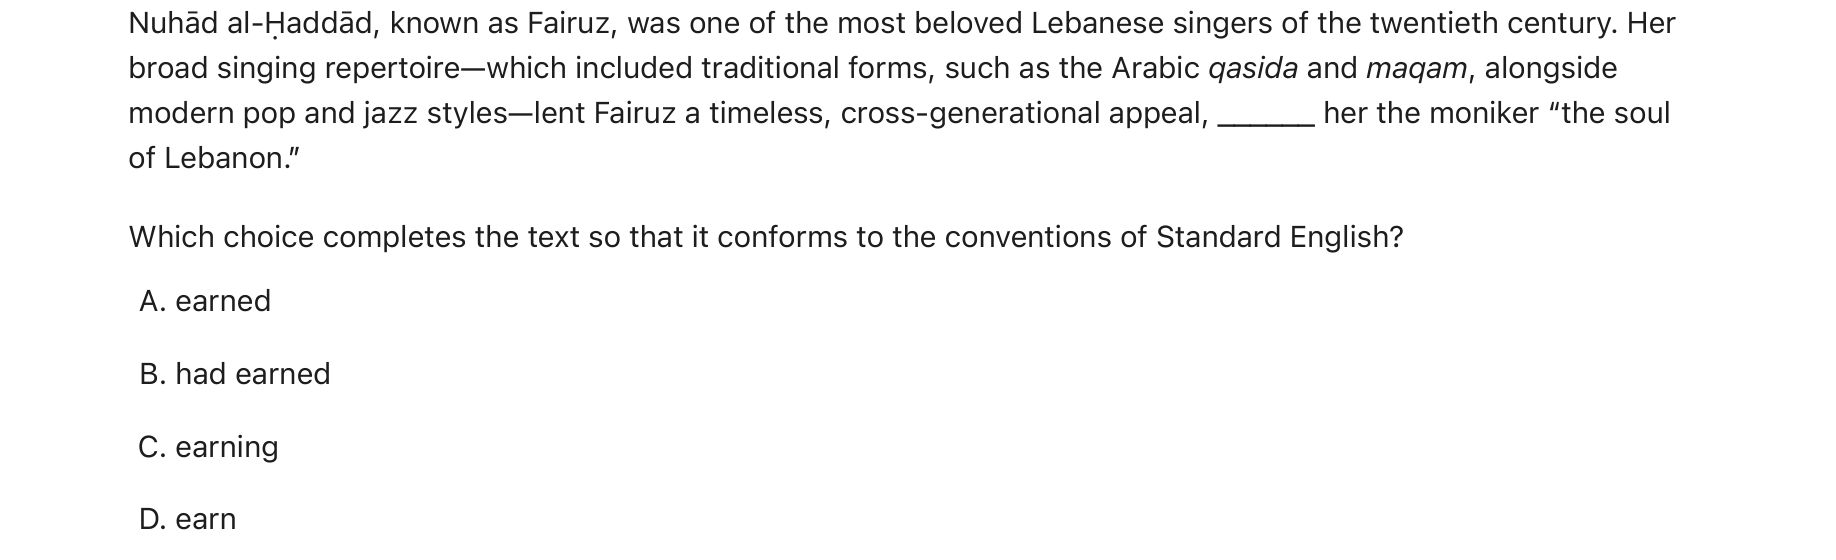 Nuhād al-Ḥaddād, known as Fairuz, was one of the most beloved Lebanese singers of the twentieth century. Her
broad singing repertoire—which included traditional forms, such as the Arabic qasida and maqam, alongside
modern pop and jazz styles—lent Fairuz a timeless, cross-generational appeal, ______ her the moniker “the soul
of Lebanon.”
Which choice completes the text so that it conforms to the conventions of Standard English?
A. earned
B. had earned
C. earning
D. earn